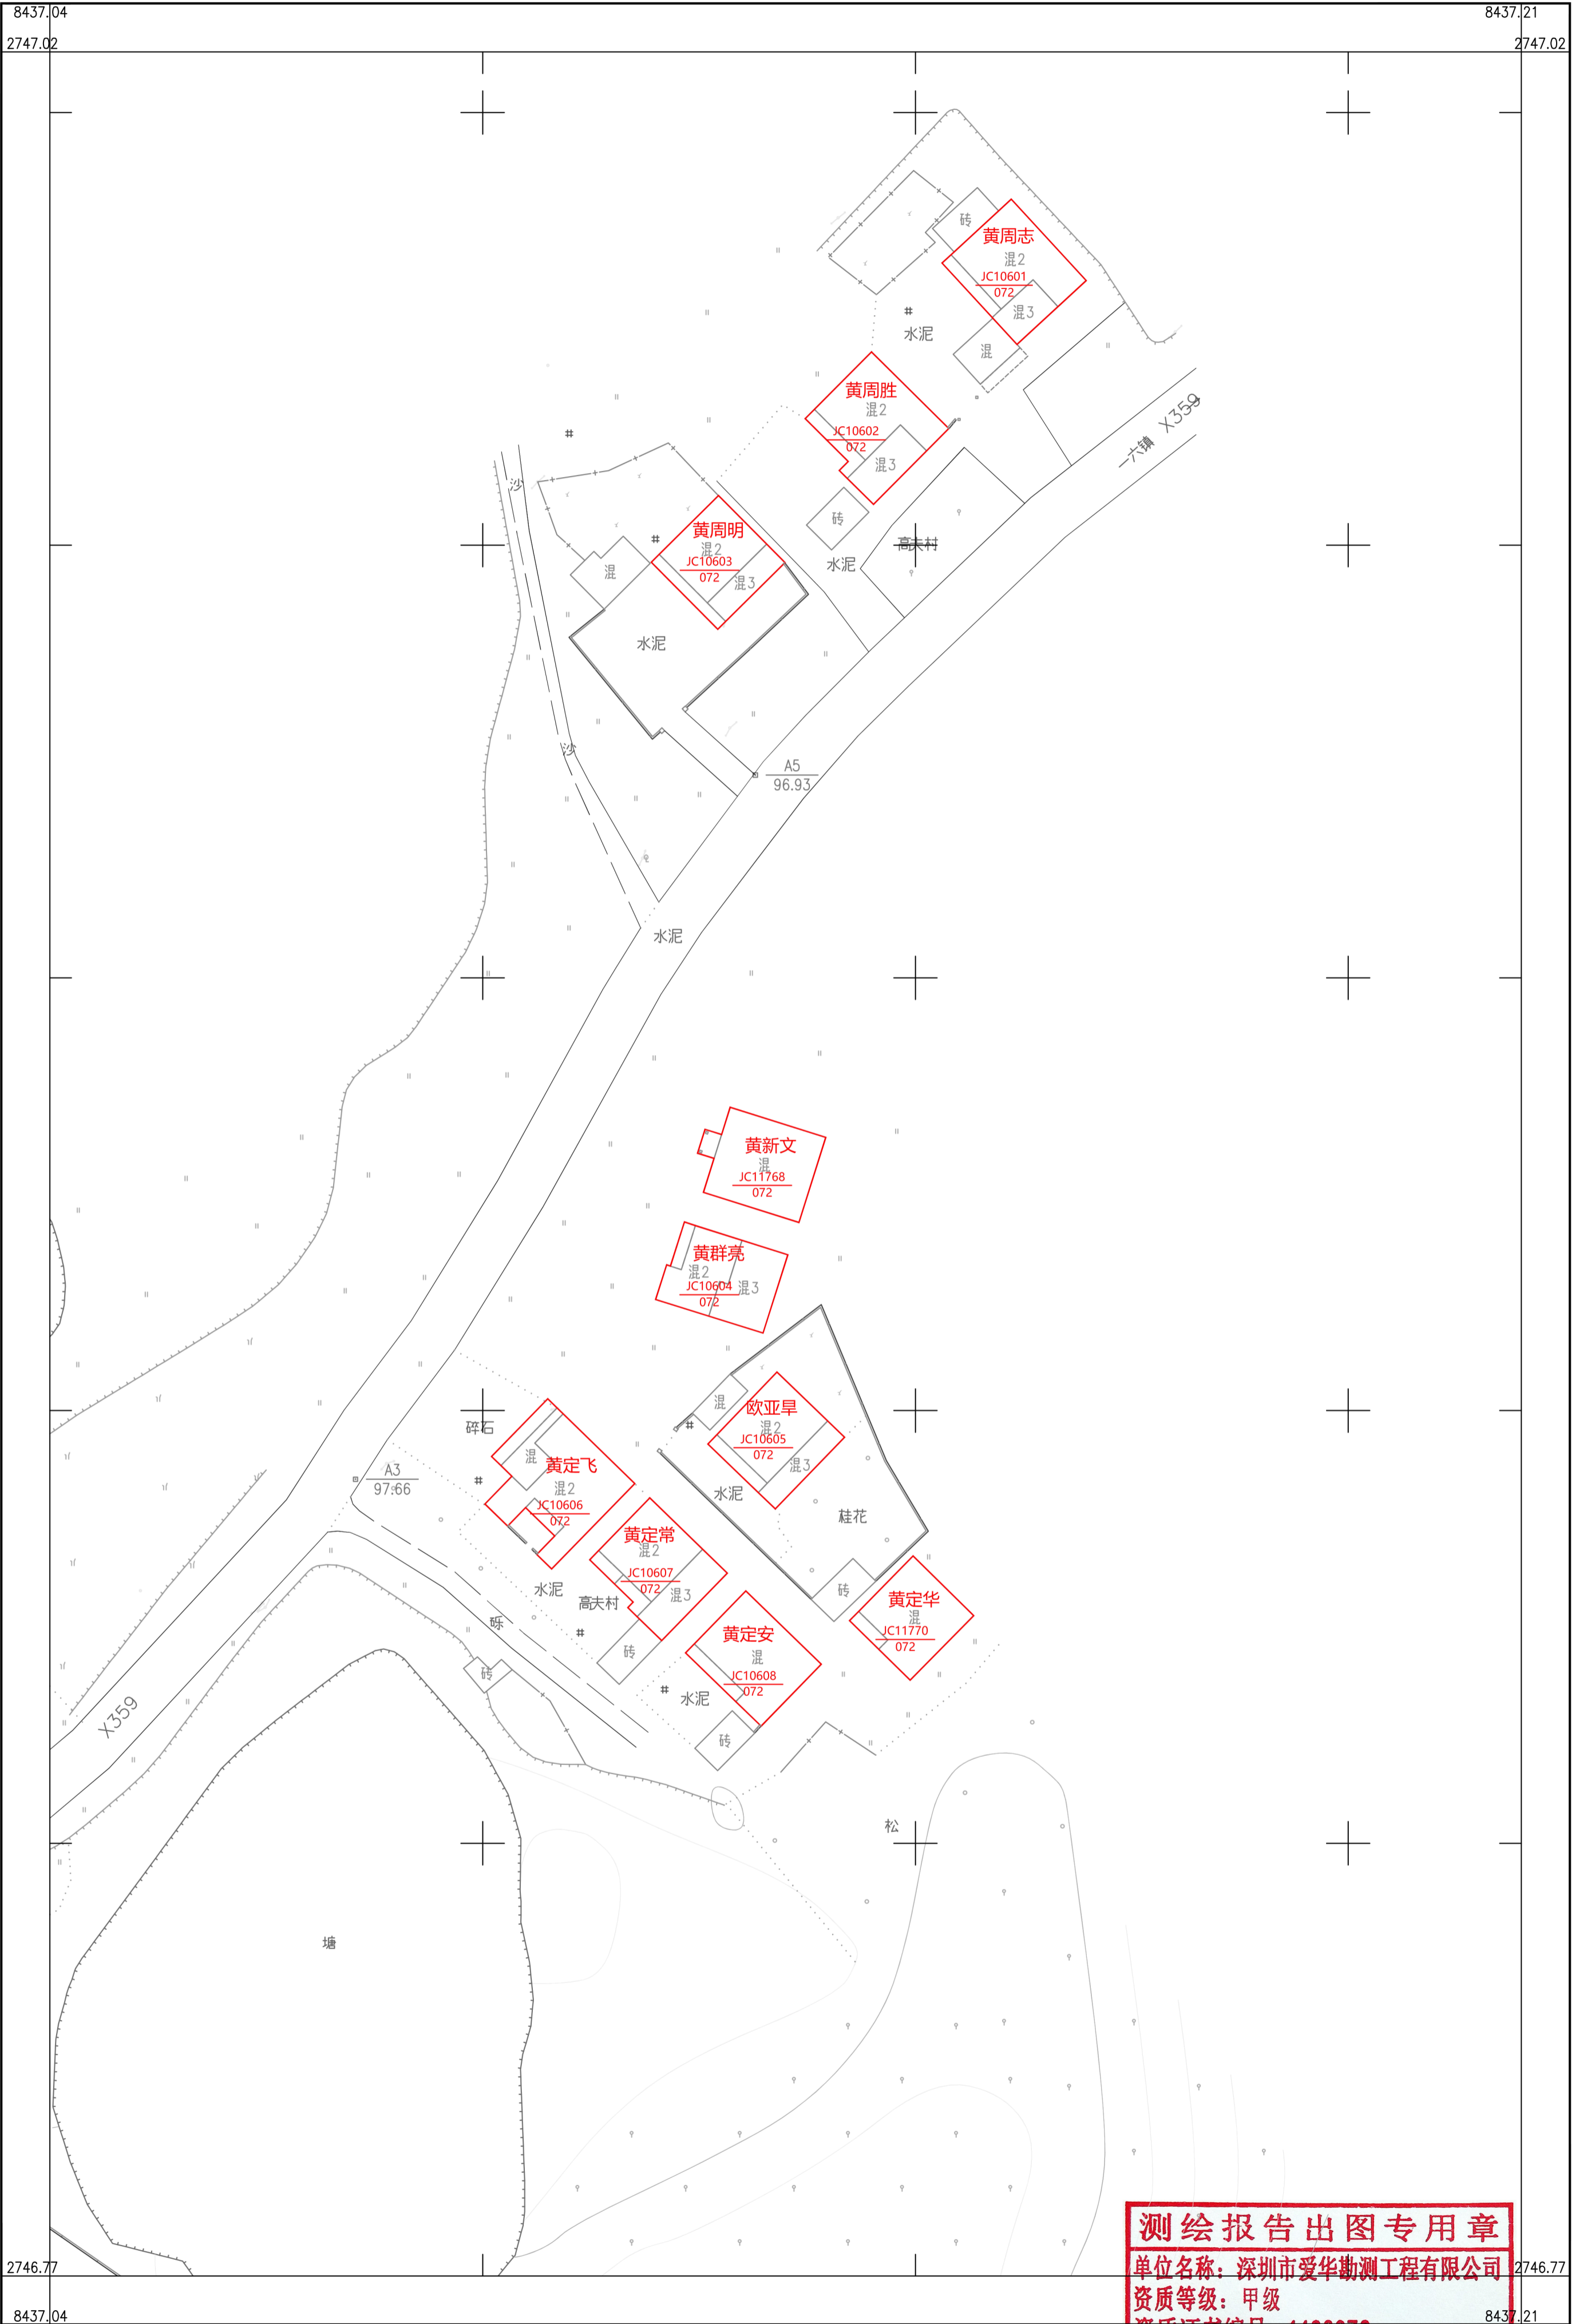 8437.04
8437.21
2747.02
2747.02
砖
黄周志
混2
JC10601
072
混3
水泥
混
黄周胜
混2
JC10602
072
混3
X359
一六镇
沙
砖
黄周明
混2
JC10603
072
混3
高夫村
水泥
混
水泥
沙
A5
96.93
水泥
黄新文
混
JC11768
072
黄群亮
混2
JC10604
072
混3
混
欧亚旱
混2
JC10605
072
混3
碎石
混
黄定飞
混2
JC10606
072
A3
97.66
水泥
桂花
黄定常
混2
JC10607
072
混3
水泥
高夫村
砾
砖
黄定华
混
JC11770
072
黄定安
混
JC10608
072
砖
砖
水泥
X359
砖
松
塘
测绘报告出图专用章
单位名称：深圳市爱华勘测工程有限公司
资质等级：甲级
2746.77
2746.77
8437.04
8437.21